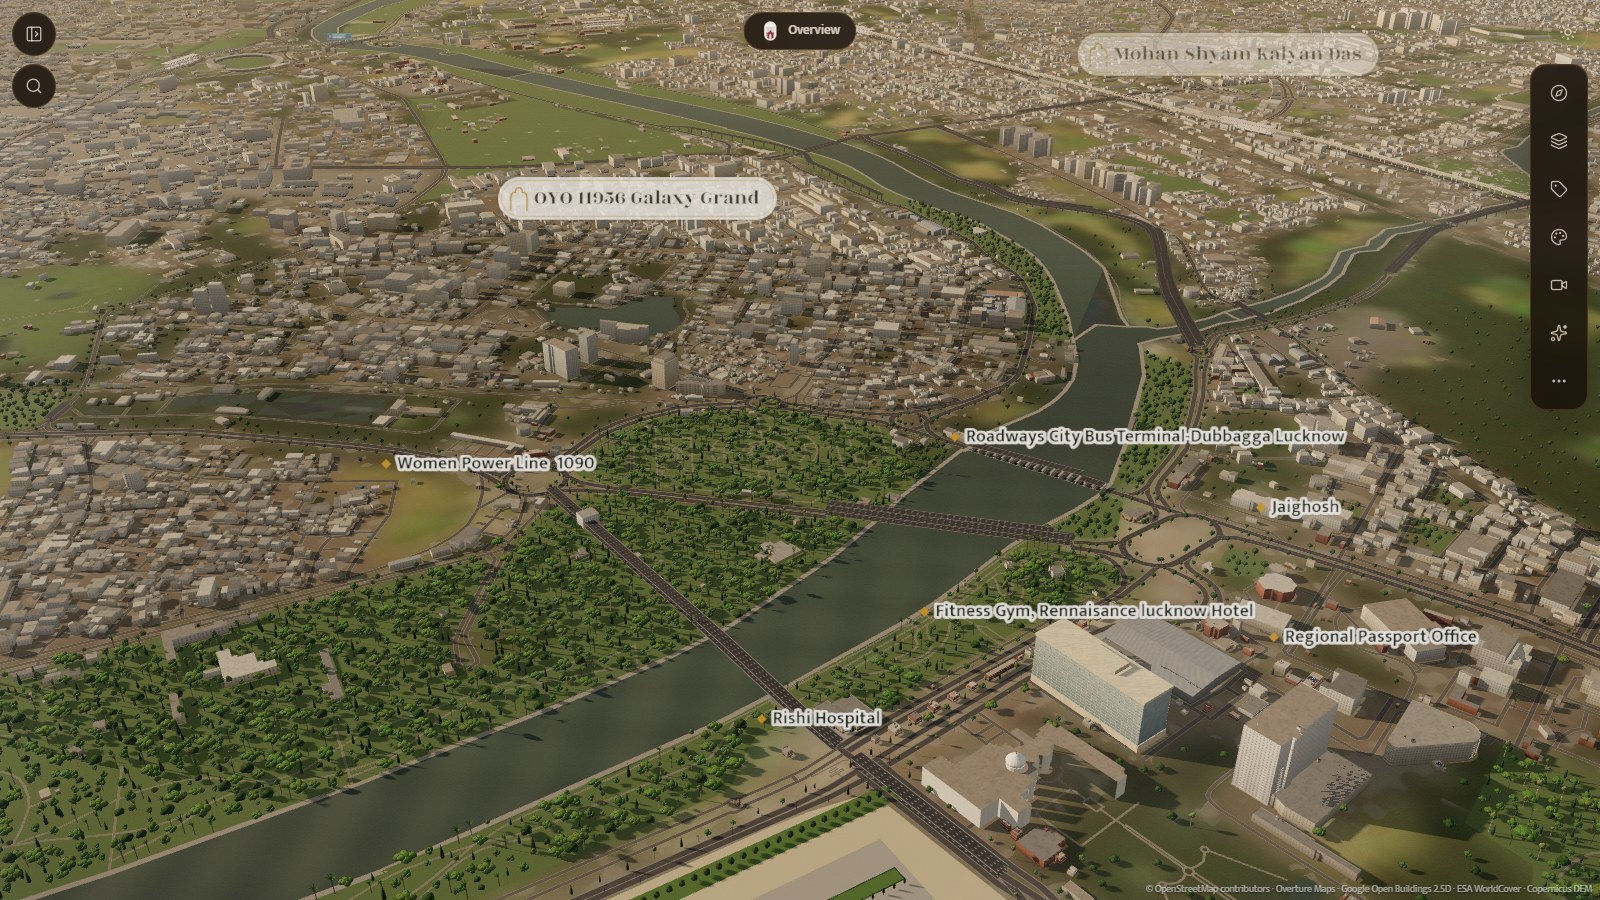 Overview
Mohan Shyam Kalyan Das
OYO 11956 Galaxy Grand
Roadways City Bus Terminal-Dubbagga Lucknow
Women Power Line 1090
Jaighosh
Fitness Gym, Rennaisance lucknow Hotel
Regional Passport Office
Rishi Hospital
© OpenStreetMap contributors · Overture Maps · Google Open Buildings 2.5D · ESA WorldCover · Copernicus DEM